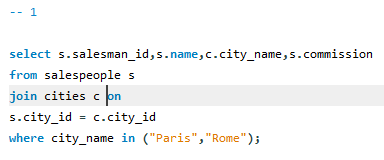 -- 1
select s.salesman_id,s.name,c.city_name,s.commission
from salespeople s
join cities c on
s.city_id = c.city_id
where city_name in ("Paris","Rome");